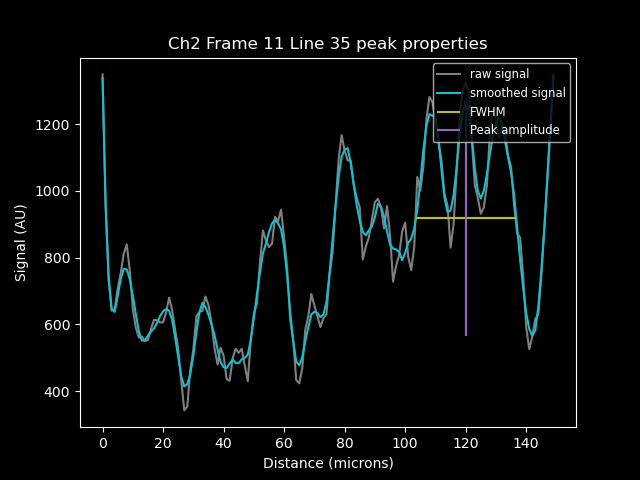 Ch2 Frame 11 Line 35 peak properties
raw signal
smoothed signal
FWHM
Peak amplitude
1200
1000
800
600
400
Signal (AU)
0 20 40 60 80 100 120 140
Distance (microns)